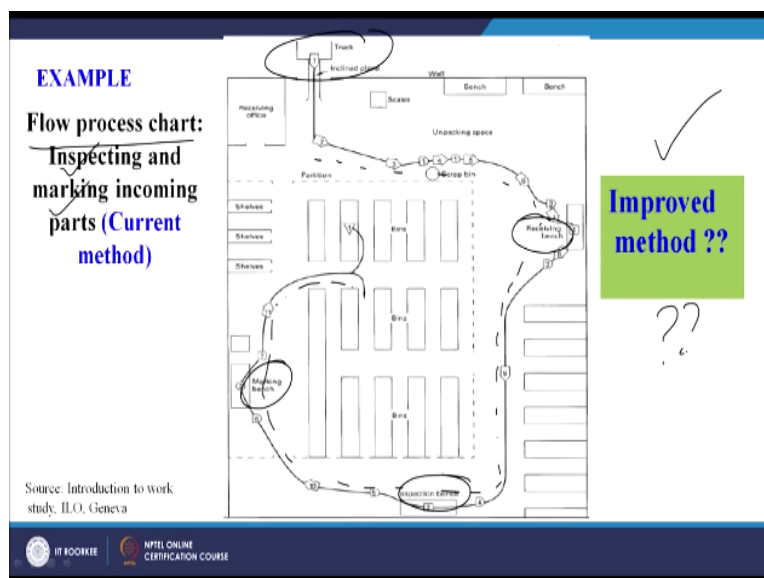 EXAMPLE
Flow process chart:
Inspecting and
marking incoming
parts (Current
method)
Source: Introduction to work
study, ILO, Geneva
Truck
Inclined plane
Wall
Bench
Bench
Scales
Receiving
office
Unpacking space
Partition
Scrap bin
Shelves
Shelves
Shelves
Bins
Receiving
bench
Bins
Marking
bench
Bins
Inspection bench
Improved
method ??
??
IT ROORKEE
NPTEL ONLINE
CERTIFICATION COURSE